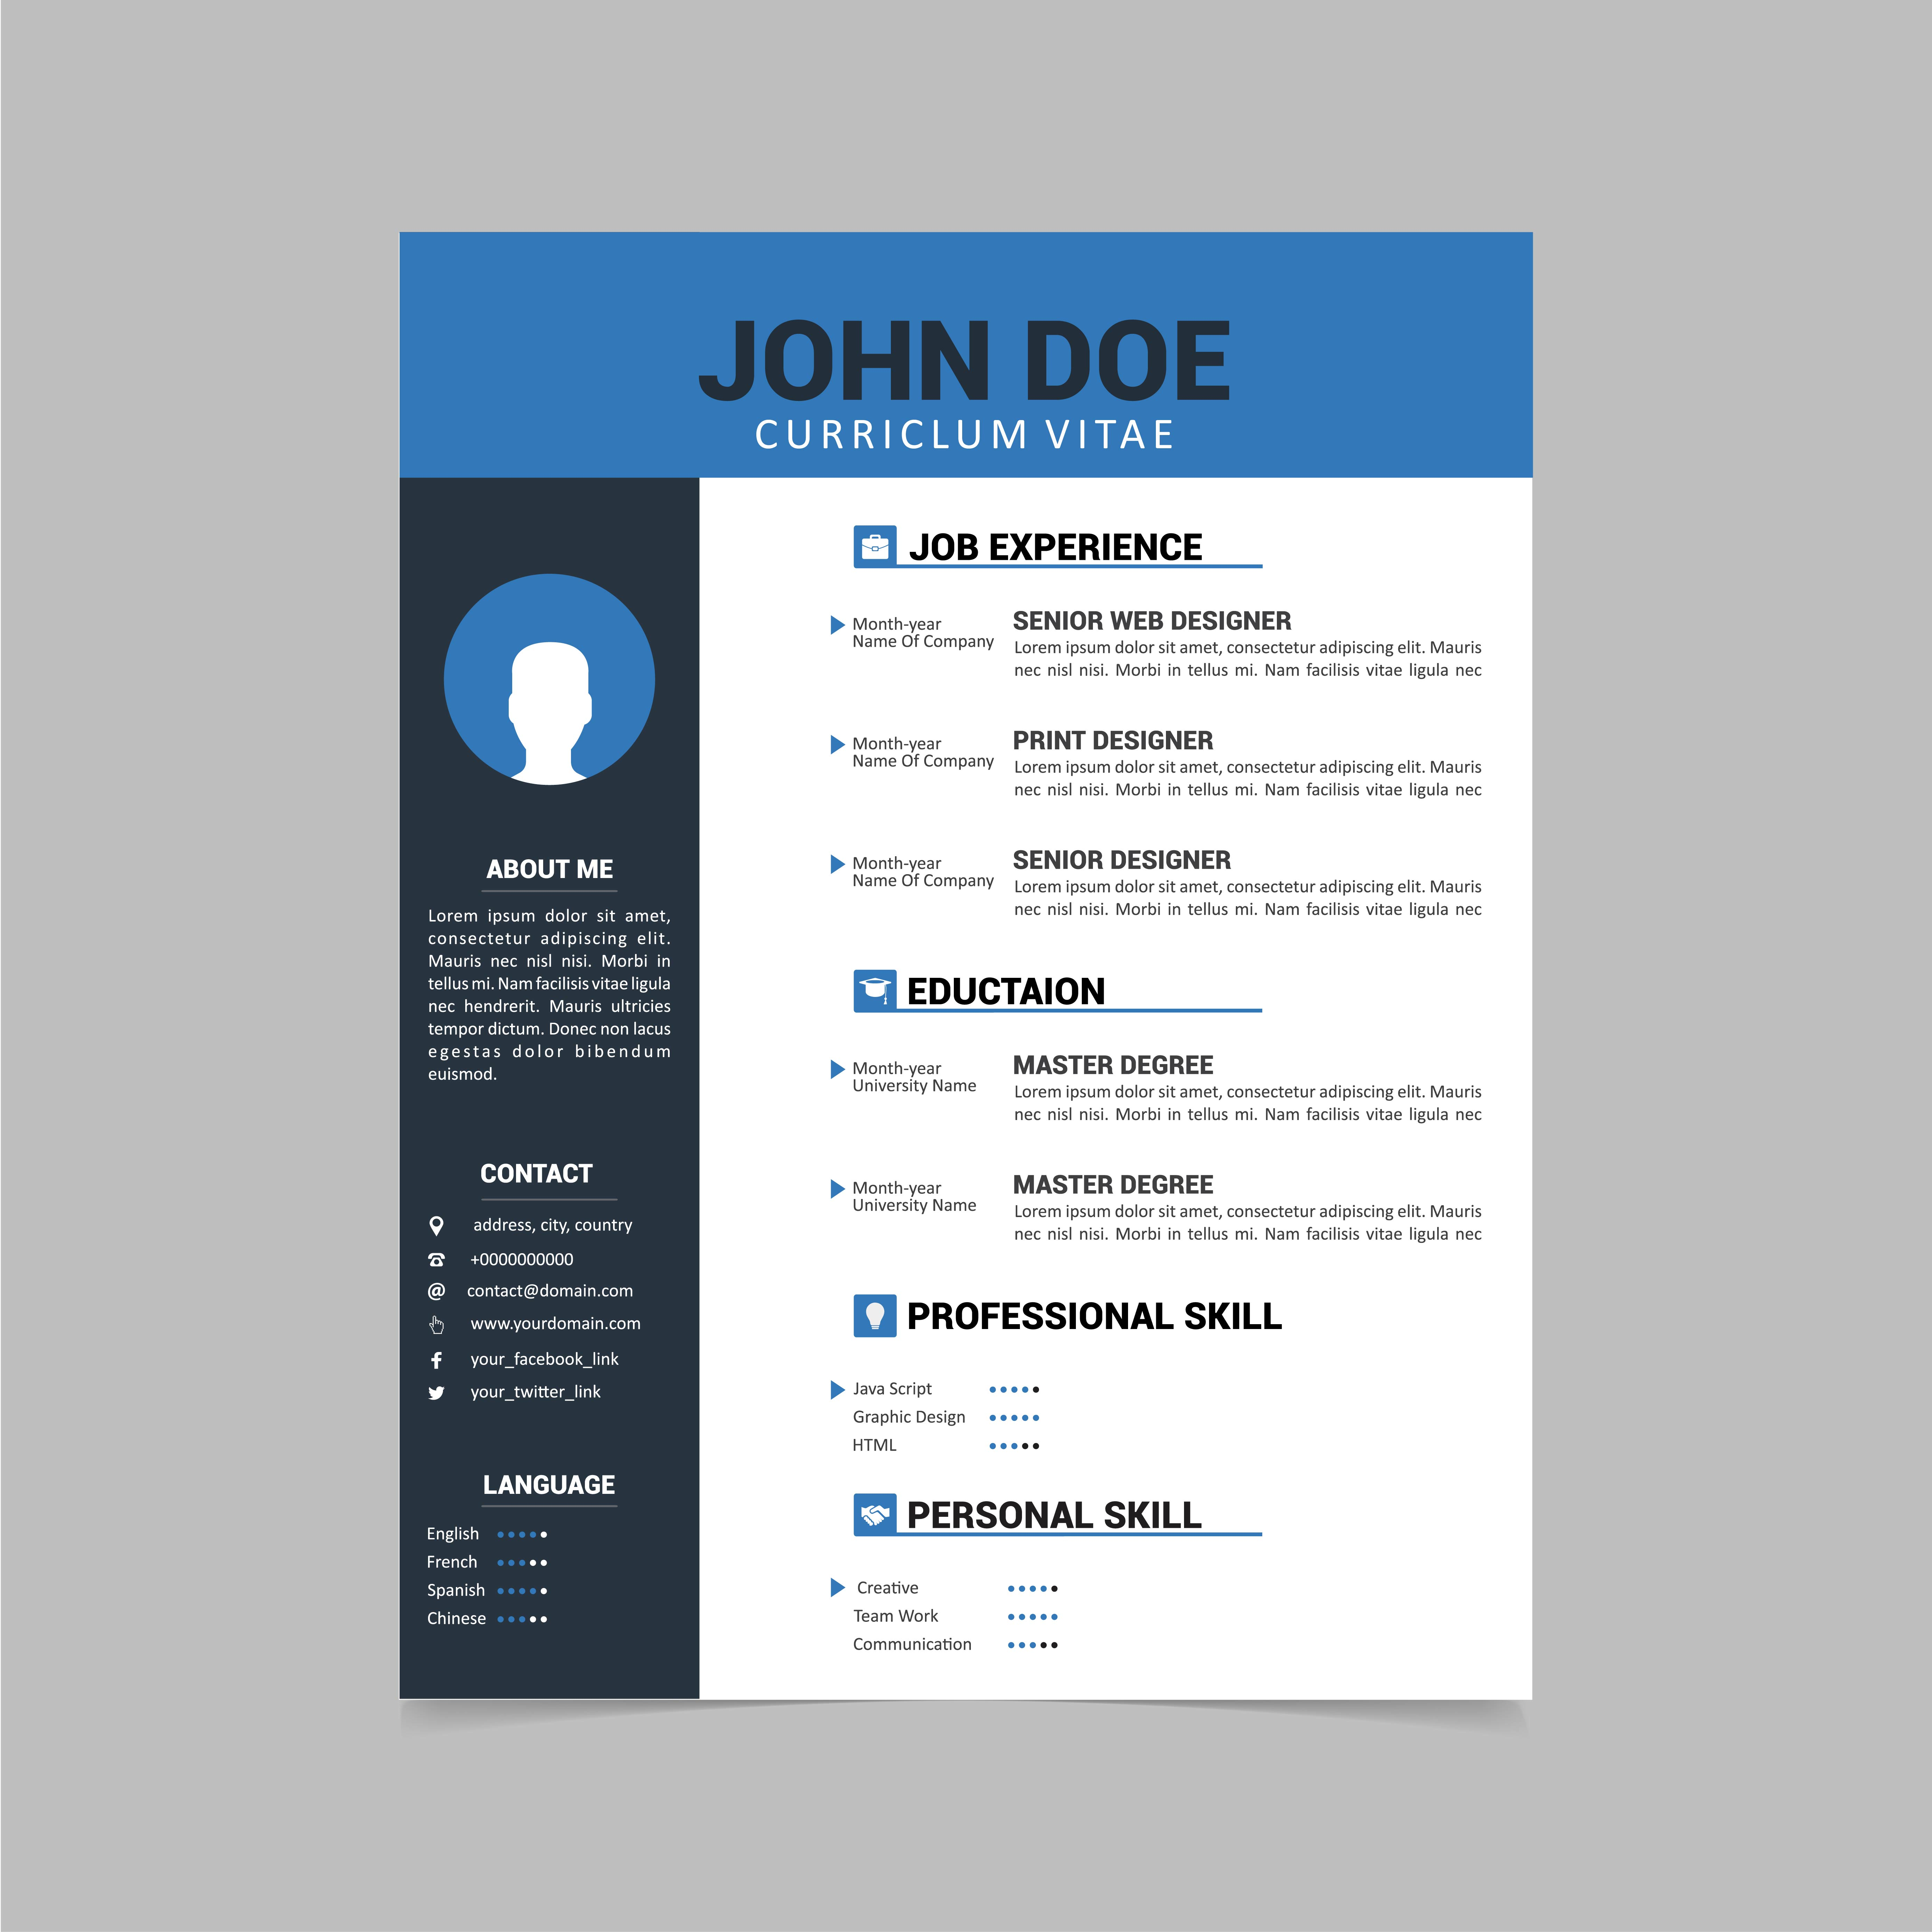 JOHN DOE
CURRICLUM VITAE
ABOUT ME
Lorem ipsum dolor sit amet,
consectetur adipiscing elit.
Mauris nec nisl nisi. Morbi in
tellus mi. Nam facilisis vitae ligula
nec hendrerit. Mauris ultricies
tempor dictum. Donec non lacus
egestas dolor bibendum
euismod.
CONTACT
address, city, country
+0000000000
@ contact@domain.com
www.yourdomain.com
your_facebook_link
your_twitter_link
LANGUAGE
English
French
Spanish
Chinese
JOB EXPERIENCE
Month-year
Name Of Company
SENIOR WEB DESIGNER
Lorem ipsum dolor sit amet, consectetur adipiscing elit. Mauris
nec nisl nisi. Morbi in tellus mi. Nam facilisis vitae ligula nec
Month-year
Name Of Company
PRINT DESIGNER
Lorem ipsum dolor sit amet, consectetur adipiscing elit. Mauris
nec nisl nisi. Morbi in tellus mi. Nam facilisis vitae ligula nec
Month-year
Name Of Company
SENIOR DESIGNER
Lorem ipsum dolor sit amet, consectetur adipiscing elit. Mauris
nec nisl nisi. Morbi in tellus mi. Nam facilisis vitae ligula nec
EDUCTAION
Month-year
University Name
MASTER DEGREE
Lorem ipsum dolor sit amet, consectetur adipiscing elit. Mauris
nec nisl nisi. Morbi in tellus mi. Nam facilisis vitae ligula nec
Month-year
University Name
MASTER DEGREE
Lorem ipsum dolor sit amet, consectetur adipiscing elit. Mauris
nec nisl nisi. Morbi in tellus mi. Nam facilisis vitae ligula nec
PROFESSIONAL SKILL
Java Script
Graphic Design
HTML
PERSONAL SKILL
Creative
Team Work
Communication